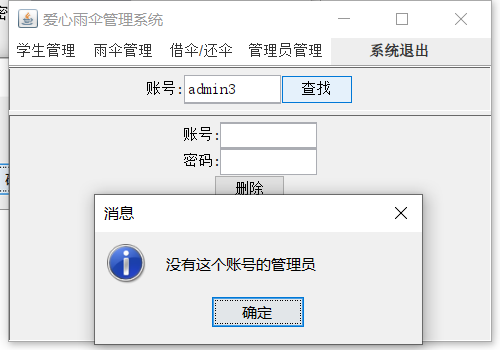 爱心雨伞管理系统
学生管理 雨伞管理 借伞/还伞 管理员管理 系统退出
账号: admin3 查找
账号:
密码:
删除
消息
没有这个账号的管理员
确定